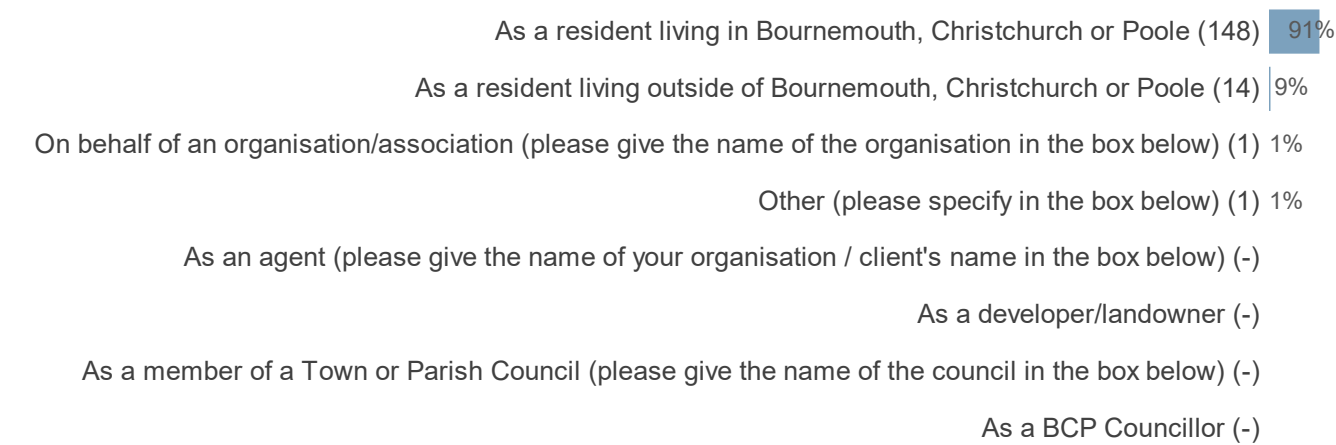 As a resident living in Bournemouth, Christchurch or Poole (148) 91%
As a resident living outside of Bournemouth, Christchurch or Poole (14) 9%
On behalf of an organisation/association (please give the name of the organisation in the box below) (1) 1%
Other (please specify in the box below) (1) 1%
As an agent (please give the name of your organisation / client's name in the box below) (-)
As a developer/landowner (-)
As a member of a Town or Parish Council (please give the name of the council in the box below) (-)
As a BCP Councillor (-)